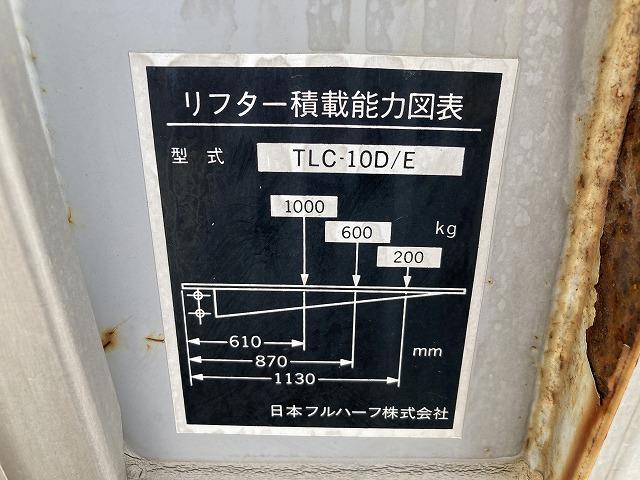 リフター積載能力図表
型式 TLC-10D/E
1000
600 kg
200
610
870 mm
1130
日本フルハーフ株式会社